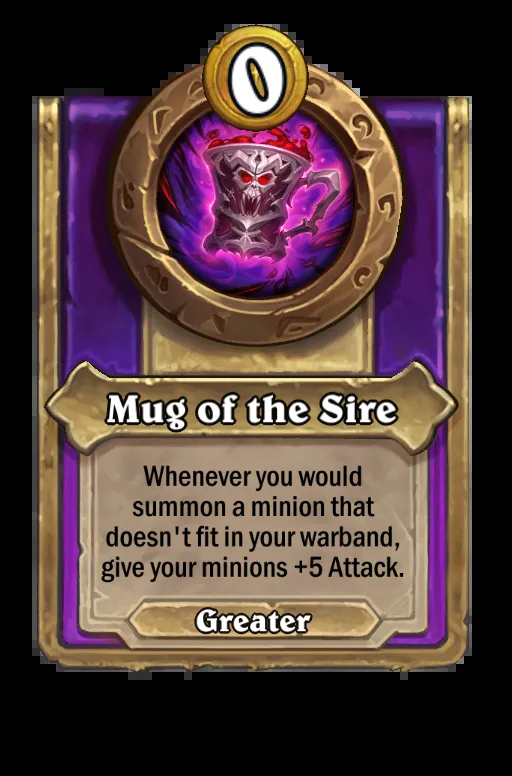 0
Mug of the Sire
Whenever you would
summon a minion that
doesn't fit in your warband,
give your minions +5 Attack.
Greater